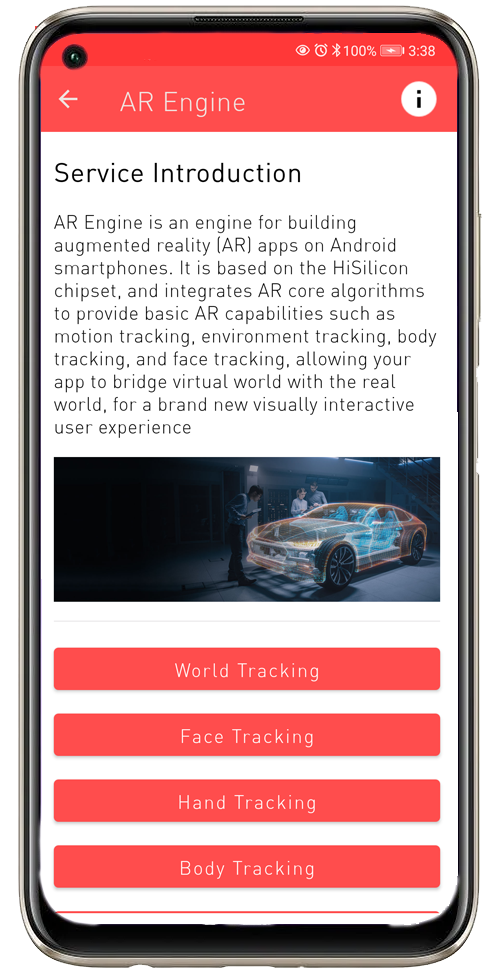 100% 3:38
AR Engine
Service Introduction
AR Engine is an engine for building
augmented reality (AR) apps on Android
smartphones. It is based on the HiSilicon
chipset, and integrates AR core algorithms
to provide basic AR capabilities such as
motion tracking, environment tracking, body
tracking, and face tracking, allowing your
app to bridge virtual world with the real
world, for a brand new visually interactive
user experience
World Tracking
Face Tracking
Hand Tracking
Body Tracking